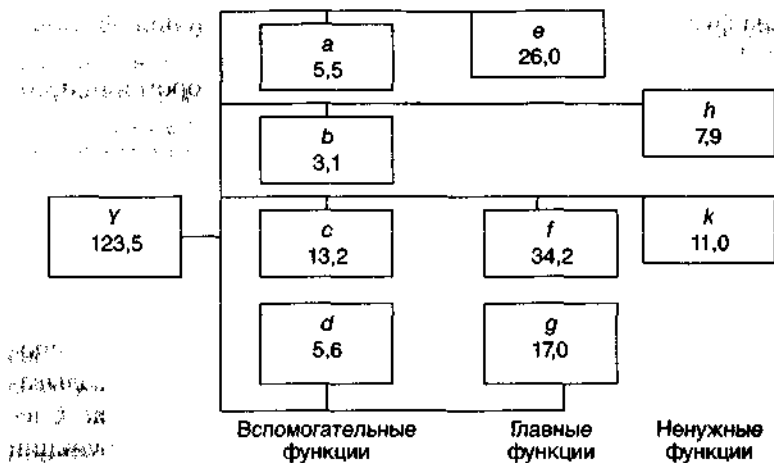 a
5,5
e
26,0
b
3,1
h
7,9
Y
123,5
c
13,2
f
34,2
k
11,0
d
5,6
g
17,0
Вспомогательные
функции
Главные
функции
Ненужные
функции